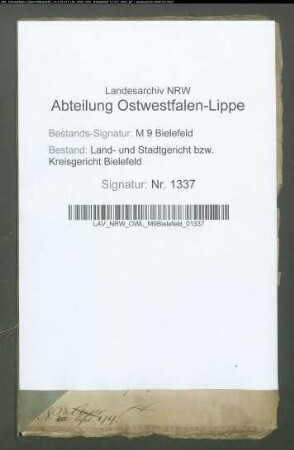 Landesarchiv NRW
Abteilung Ostwestfalen-Lippe
Bestands-Signatur: M 9 Bielefeld
Bestand: Land- und Stadtgericht bzw.
Kreisgericht Bielefeld
Signatur: Nr. 1337
LAV_NRW_OWL_M9Bielefeld_01337